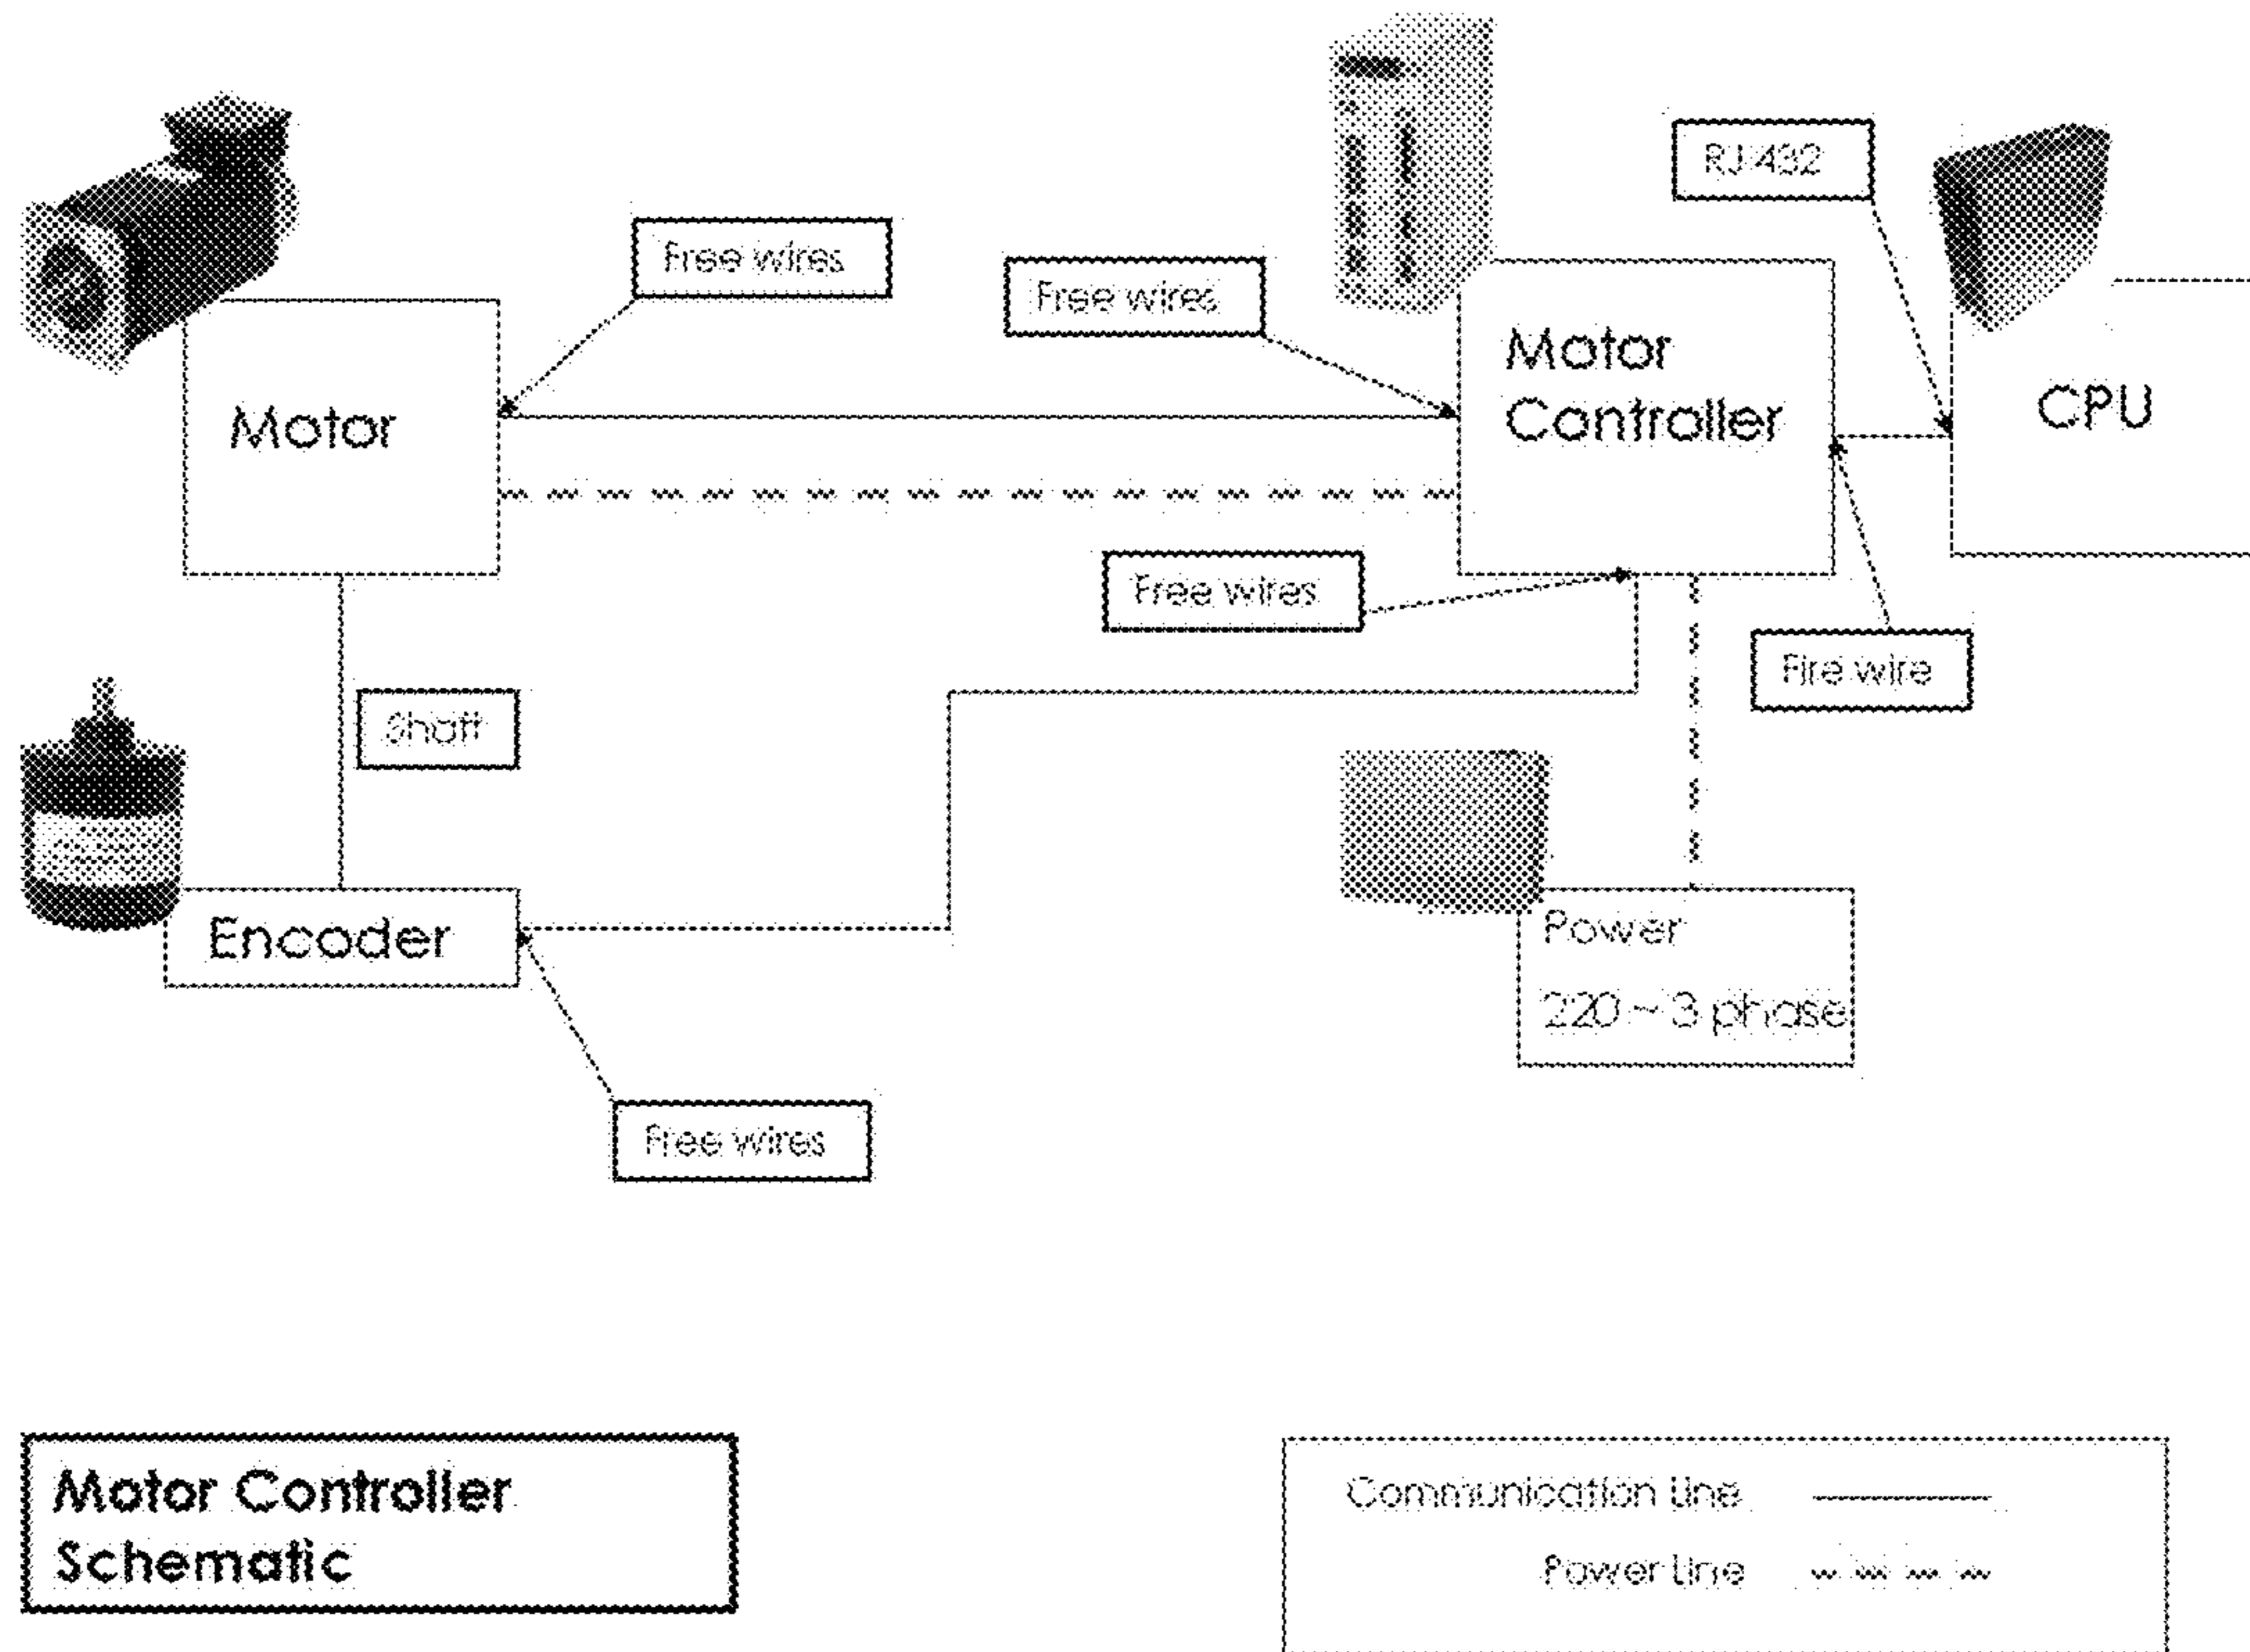 RJ 432
Free wires
Free wires
Motor
Controller
CPU
Motor
Free wires
Fire wire
Shaft
Encoder
Power
220 ~ 3 phase
Free wires
Motor Controller
Schematic
Communication Line
Power Line